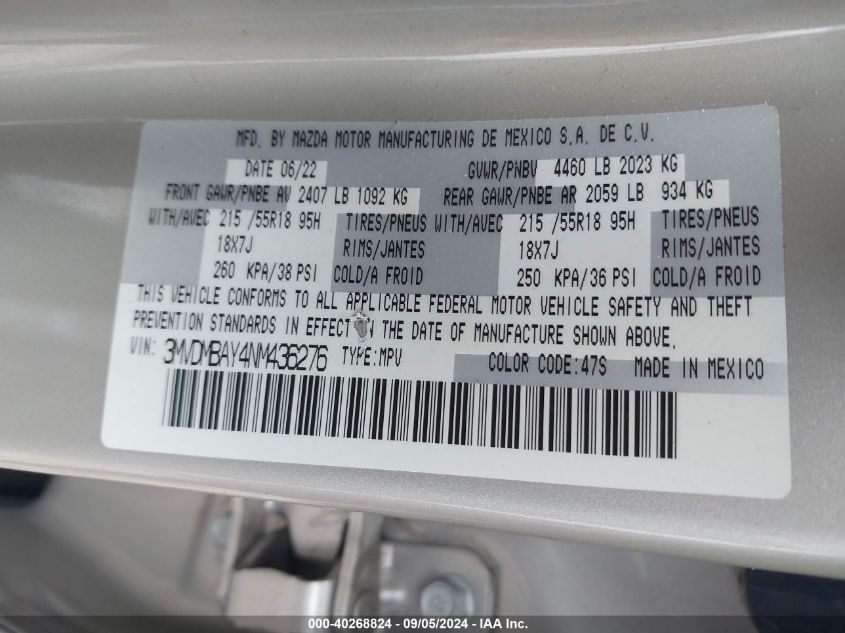 MFD. BY MAZDA MOTOR MANUFACTURING DE MEXICO S.A. DE C.V.
DATE 06/22 GVWR/PNBV 4460 LB 2023 KG
FRONT GAWR/PNBE AV 2407 LB 1092 KG REAR GAWR/PNBE AR 2059 LB 934 KG
WITH/AVEC 215 /55R18 95H TIRES/PNEUS WITH/AVEC 215 /55R18 95H TIRES/PNEUS
18X7J RIMS/JANTES 18X7J RIMS/JANTES
260 KPA/38 PSI COLD/A FROID 250 KPA/36 PSI COLD/A FROID
THIS VEHICLE CONFORMS TO ALL APPLICABLE FEDERAL MOTOR VEHICLE SAFETY AND THEFT
PREVENTION STANDARDS IN EFFECT IN THE DATE OF MANUFACTURE SHOWN ABOVE.
VIN: 3MVDMBAY4NM436276 TYPE:MPV COLOR CODE:47S MADE IN MEXICO
000-40268824 - 09/05/2024 - IAA Inc.